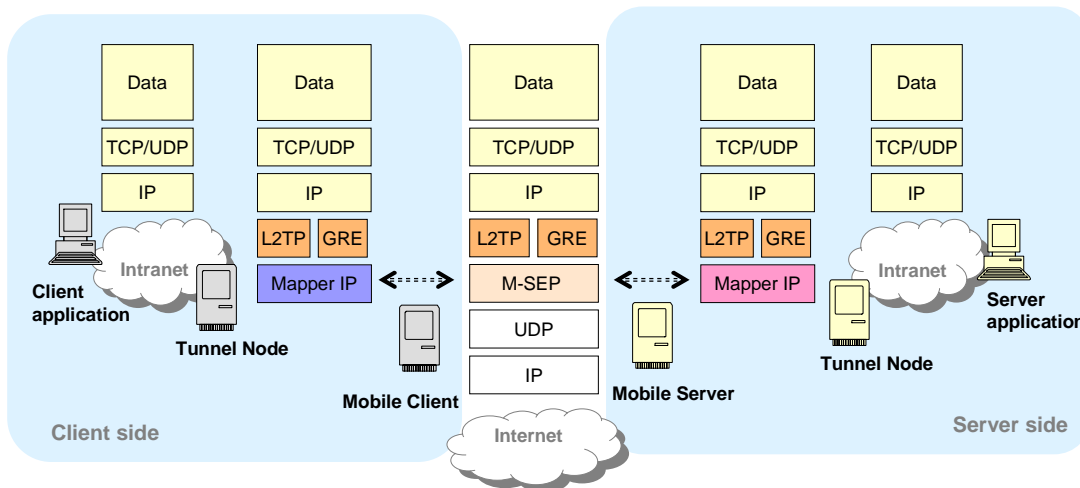 Data
Data
Data
Data
Data
TCP/UDP
TCP/UDP
TCP/UDP
TCP/UDP
TCP/UDP
IP
IP
IP
IP
IP
L2TP
GRE
L2TP
GRE
L2TP
GRE
Intranet
Intranet
Mapper IP
M-SEP
Mapper IP
Client
application
Server
application
UDP
Tunnel Node
Tunnel Node
IP
Mobile Client
Mobile Server
Client side
Internet
Server side